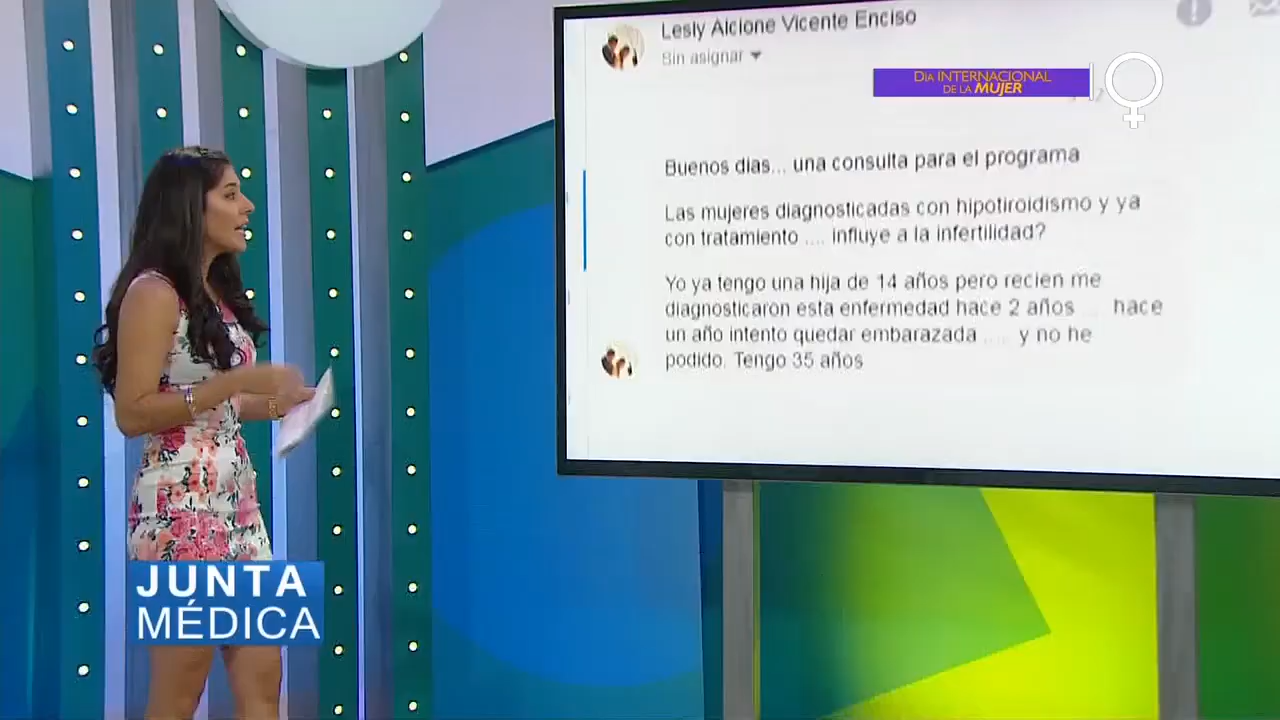 Lesly Alcione Vicente Enciso
Sin asignar
DÍA INTERNACIONAL
DE LA MUJER
Buenos dias... una consulta para el programa
Las mujeres diagnosticadas con hipotiroidismo y ya
con tratamiento .... influye a la infertilidad?
Yo ya tengo una hija de 14 años pero recien me
diagnosticaron esta enfermedad hace 2 años ... hace
un año intento quedar embarazada .... y no he
podido. Tengo 35 años
JUNTA
MÉDICA